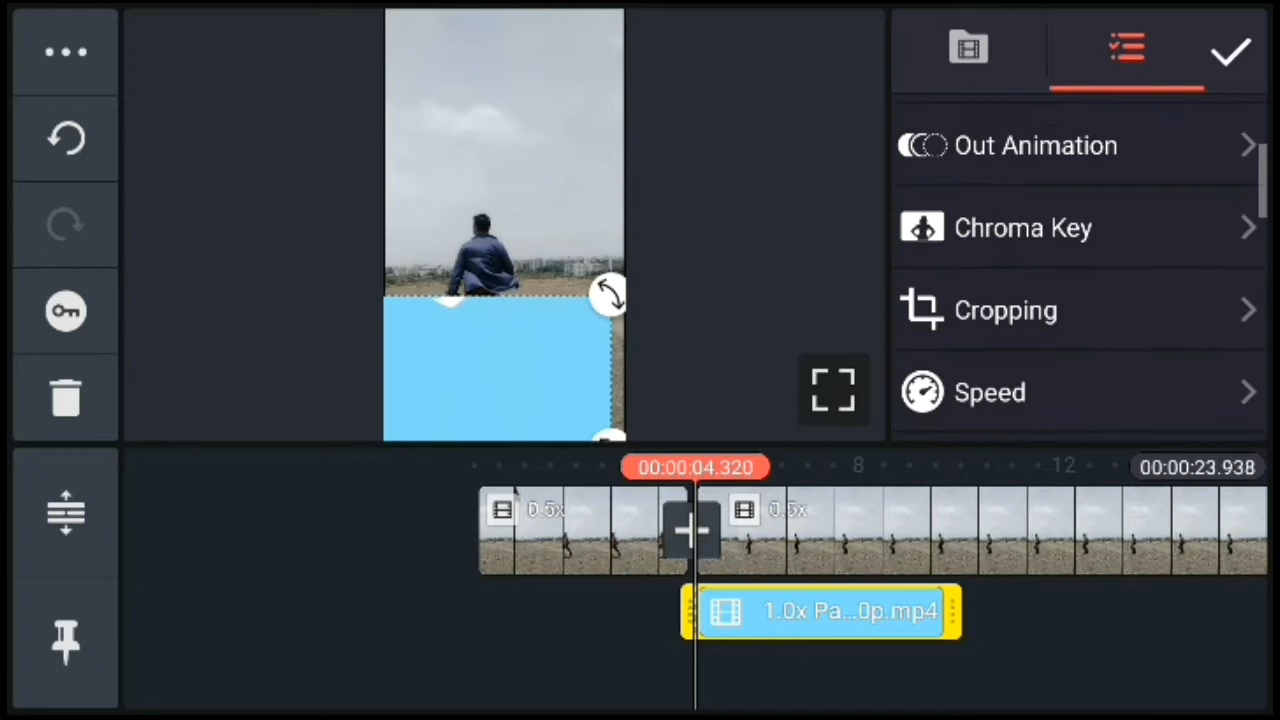 Out Animation
Chroma Key
Cropping
Speed
00:00:04.320
8
12
00:00:23.938
0.5x
0.5x
1.0x Pa...0p.mp4